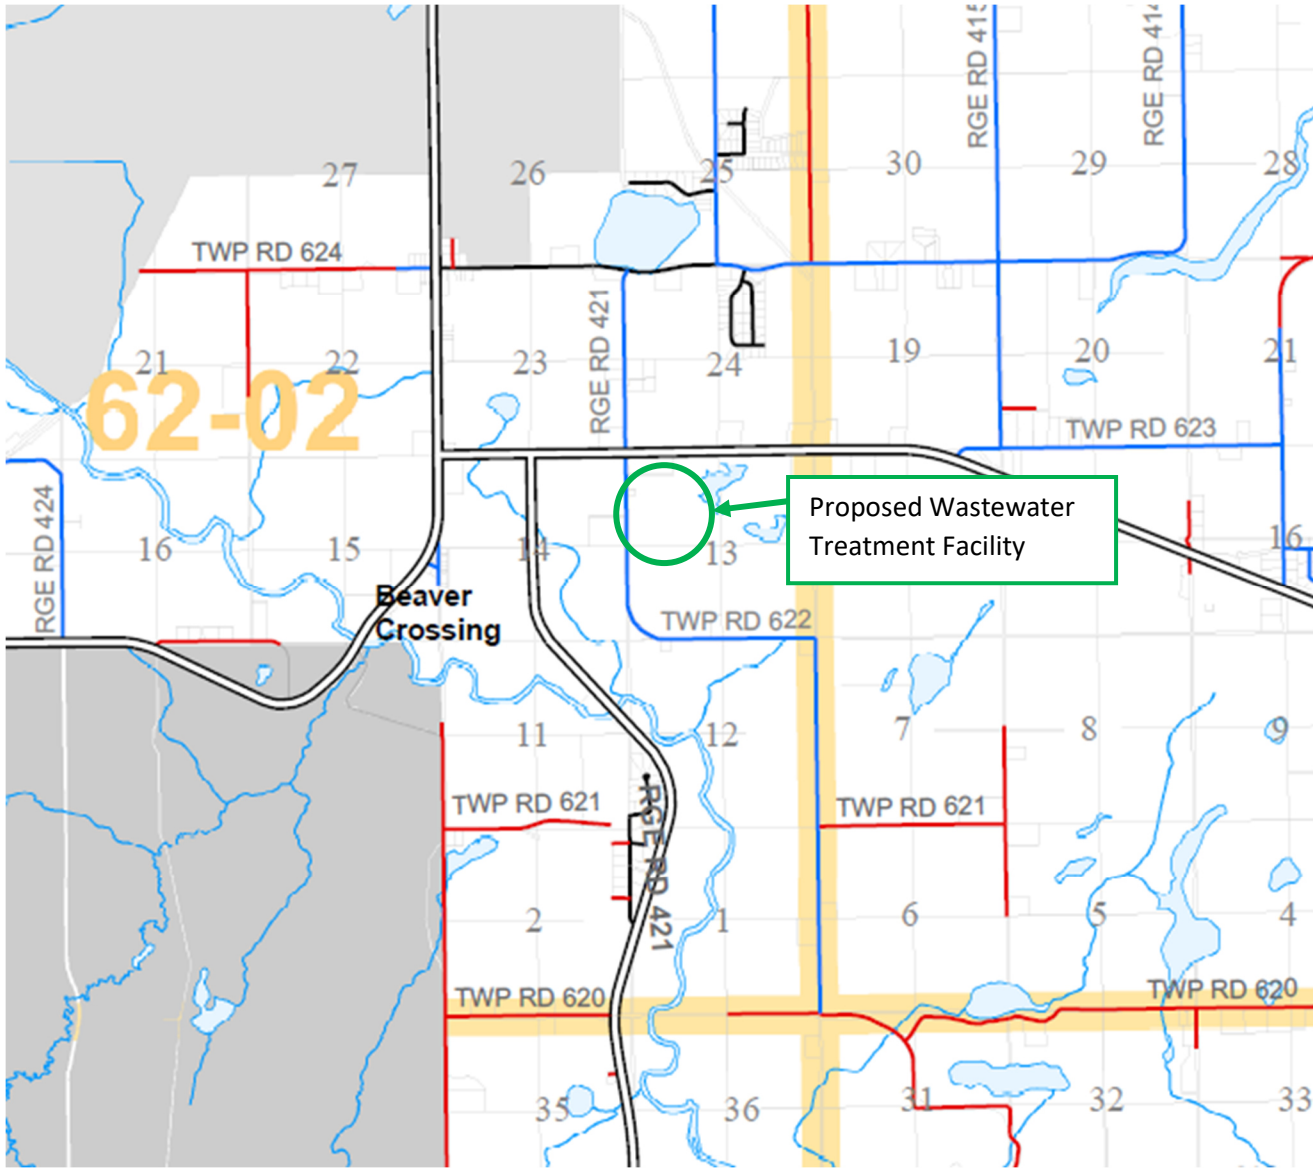 RGE RD 415
RGE RD 414
27
26
25
30
29
28
TWP RD 624
RGE RD 421
21
22
23
24
19
20
21
62-02
TWP RD 623
RGE RD 424
16
15
14
13
16
Proposed Wastewater
Treatment Facility
Beaver
Crossing
TWP RD 622
11
12
7
8
9
TWP RD 621
RGE RD 421
TWP RD 621
2
1
6
5
4
TWP RD 620
TWP RD 620
35
36
31
32
33